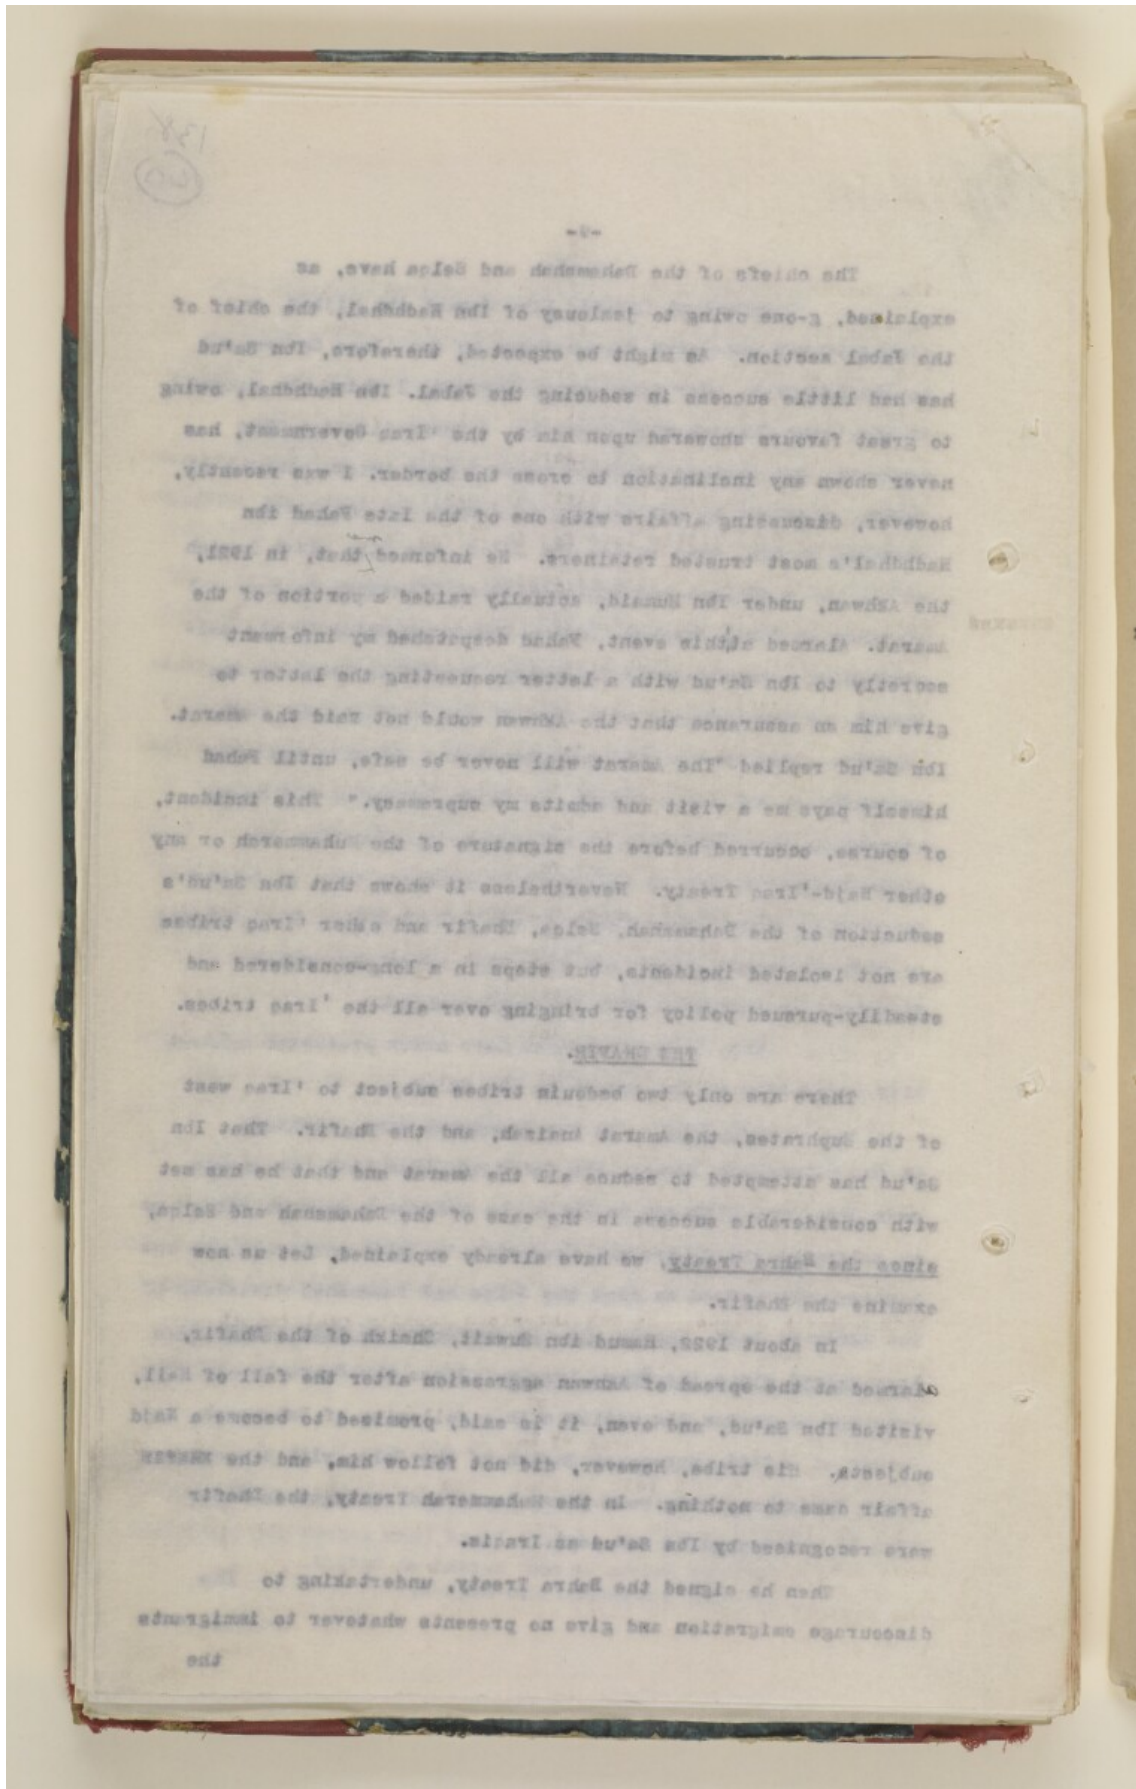 -9-
The chiefs of the Dahamshah and Selqa have, as
explained, g-one owing to jealousy of Ibn Hadhdhal, the chief of
the Jabal section. As might be expected, therefore, Ibn Sa'ud
has had little success in seducing the Jabal. Ibn Hadhdhal, owing
to great favours showered upon him by the 'Iraq Government, has
never shown any inclination to cross the border. I was recently,
however, discussing affairs with one of the late Fahad ibn
Hadhdhal's most trusted retainers. He informed that, in 1921,
the Akhwan, under Ibn Humaid, actually raided a portion of the
Amarat. Alarmed at this event, Fahad despatched my informant
secretly to Ibn Sa'ud with a letter requesting the latter to
give him an assurance that the Akhwan would not raid the Amarat.
Ibn Sa'ud replied "The Amarat will never be safe, until Fahad
himself pays me a visit and admits my supremacy." This incident,
of course, occurred before the signature of the Muhammerah or any
other Najd-'Iraq Treaty. Nevertheless it shows that Ibn Sa'ud's
seduction of the Dahamshah, Selqa, Dhafir and other 'Iraq tribes
are not isolated incidents, but steps in a long-considered and
steadily-pursued policy for bringing over all the 'Iraq tribes.
THE DHAFIR.
There are only two bedouin tribes subject to 'Iraq west
of the Euphrates, the Amarat Anaizah, and the Dhafir. That Ibn
Sa'ud has attempted to seduce all the Amarat and that he has met
with considerable success in the case of the Dahamshah and Selqa,
since the Bahra Treaty, we have already explained, Let us now
examine the Dhafir.
In about 1922, Hamud ibn Suwait, Shaikh of the Dhafir,
alarmed at the spread of Akhwan aggression after the fall of Hail,
visited Ibn Sa'ud, and even, it is said, promised to become a Najd
subject. His tribe, however, did not follow him, and the
affair came to nothing. In the Muhammerah Treaty, the Dhafir
were recognised by Ibn Sa'ud as Iraqis.
Then he signed the Bahra Treaty, undertaking to
discourage emigration and give no presents whatever to immigrants
the